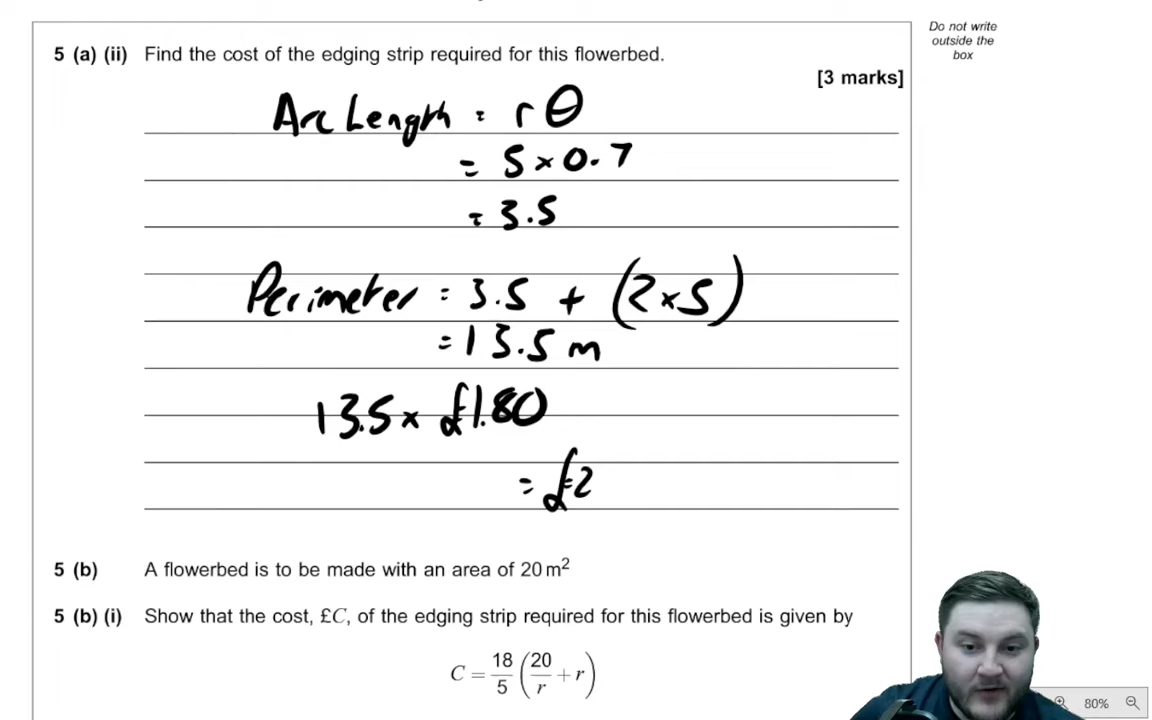 Do not write
outside the
box
5 (a) (ii) Find the cost of the edging strip required for this flowerbed.
[3 marks]
Arc Length = rθ
= 5 × 0.7
= 3.5
Perimeter = 3.5 + (2×5)
= 13.5 m
13.5 × £1.80
= £2
5 (b) A flowerbed is to be made with an area of 20 m²
5 (b) (i) Show that the cost, £C, of the edging strip required for this flowerbed is given by
C = 18/5 (20/r + r)
80%